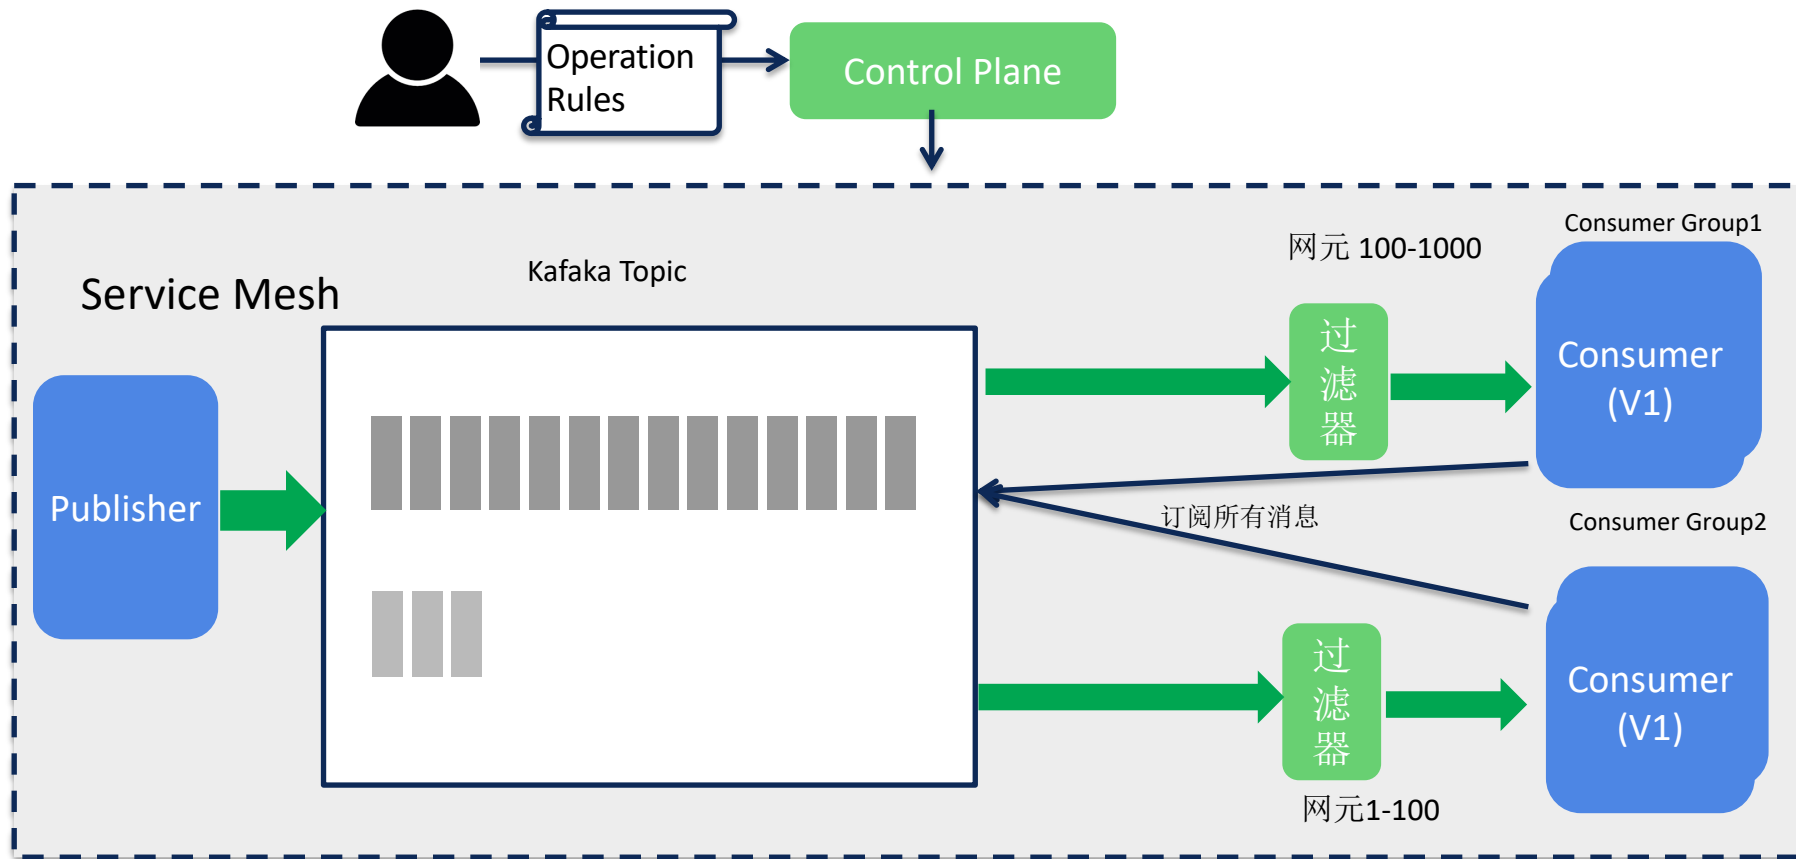 Operation
Rules
Control Plane
Consumer Group1
网元 100-1000
Kafaka Topic
Service Mesh
过
滤
器
Consumer
(V1)
Publisher
订阅所有消息
Consumer Group2
过
滤
器
Consumer
(V1)
网元1-100